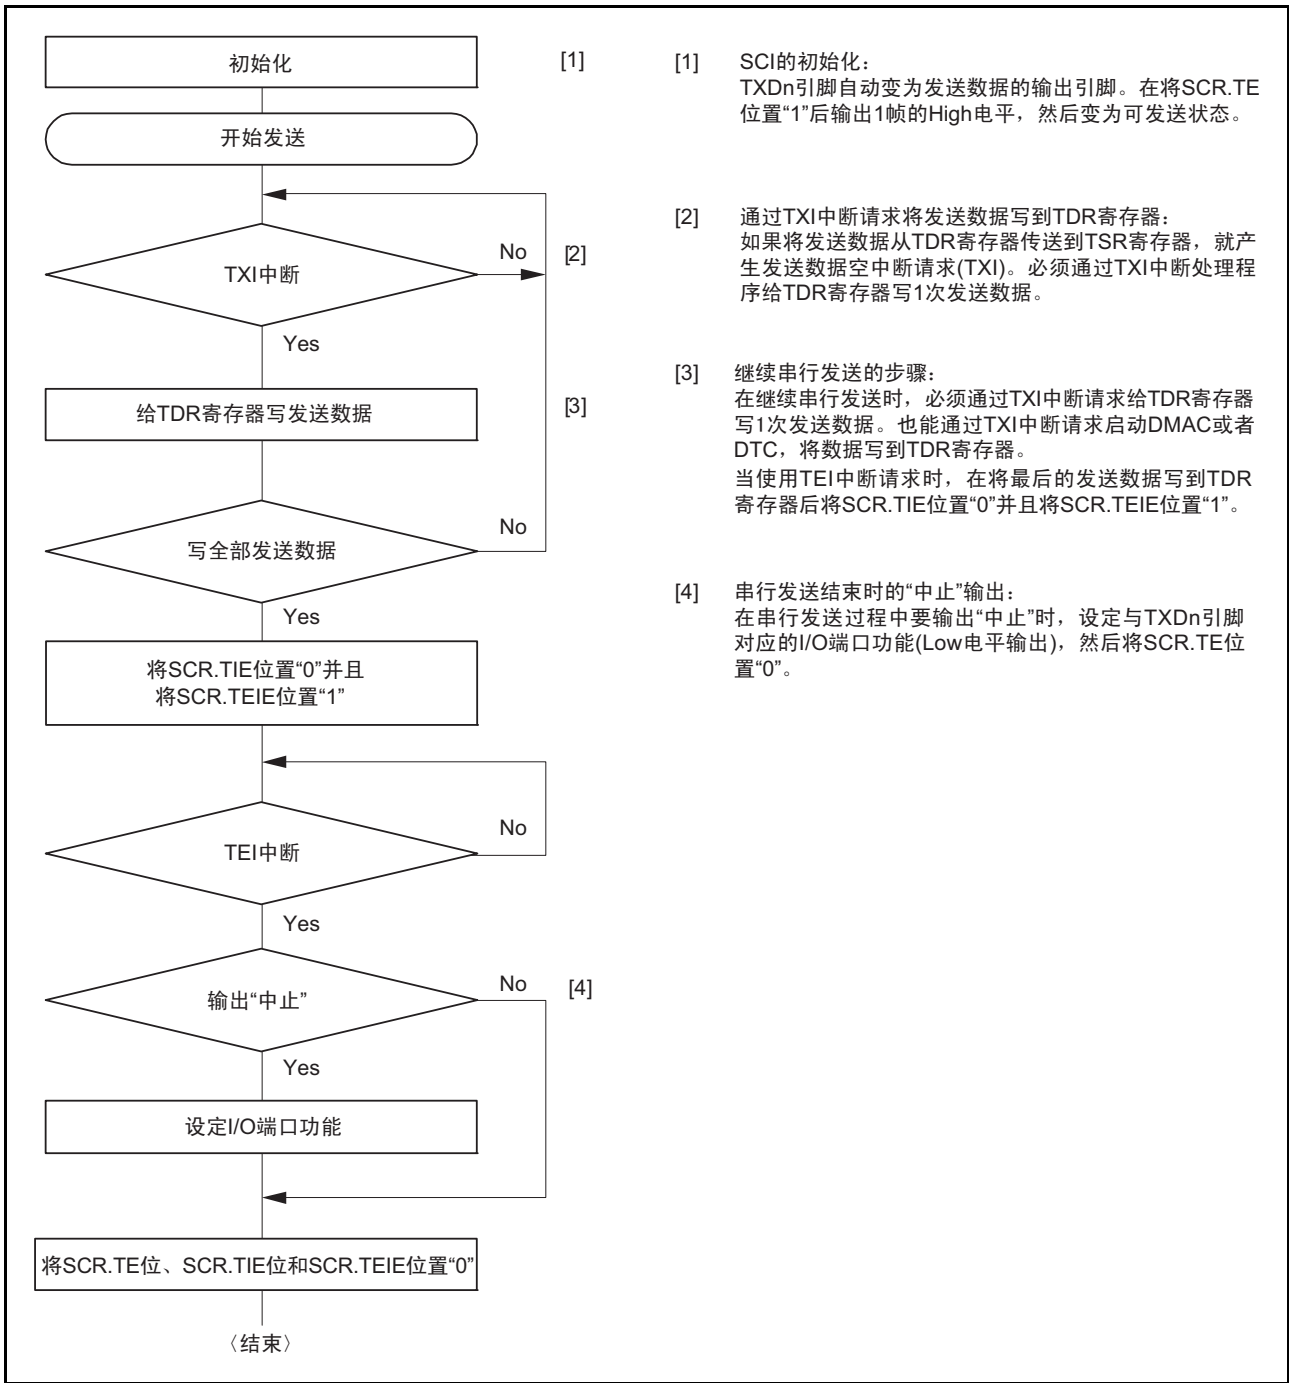 初始化
[1]
开始发送
TXI中断
No
[2]
Yes
给TDR寄存器写发送数据
[3]
写全部发送数据
No
Yes
将SCR.TIE位置“0”并且
将SCR.TEIE位置“1”
TEI中断
No
Yes
输出“中止”
No
[4]
Yes
设定I/O端口功能
将SCR.TE位、SCR.TIE位和SCR.TEIE位置“0”
〈结束〉
[1] SCI的初始化：
TXDn引脚自动变为发送数据的输出引脚。在将SCR.TE
位置“1”后输出1帧的High电平，然后变为可发送状态。
[2] 通过TXI中断请求将发送数据写到TDR寄存器：
如果将发送数据从TDR寄存器传送到TSR寄存器，就产
生发送数据空中断请求(TXI)。必须通过TXI中断处理程
序给TDR寄存器写1次发送数据。
[3] 继续串行发送的步骤：
在继续串行发送时，必须通过TXI中断请求给TDR寄存器
写1次发送数据。也能通过TXI中断请求启动DMAC或者
DTC，将数据写到TDR寄存器。
当使用TEI中断请求时，在将最后的发送数据写到TDR
寄存器后将SCR.TIE位置“0”并且将SCR.TEIE位置“1”。
[4] 串行发送结束时的“中止”输出：
在串行发送过程中要输出“中止”时，设定与TXDn引脚
对应的I/O端口功能(Low电平输出)，然后将SCR.TE位
置“0”。